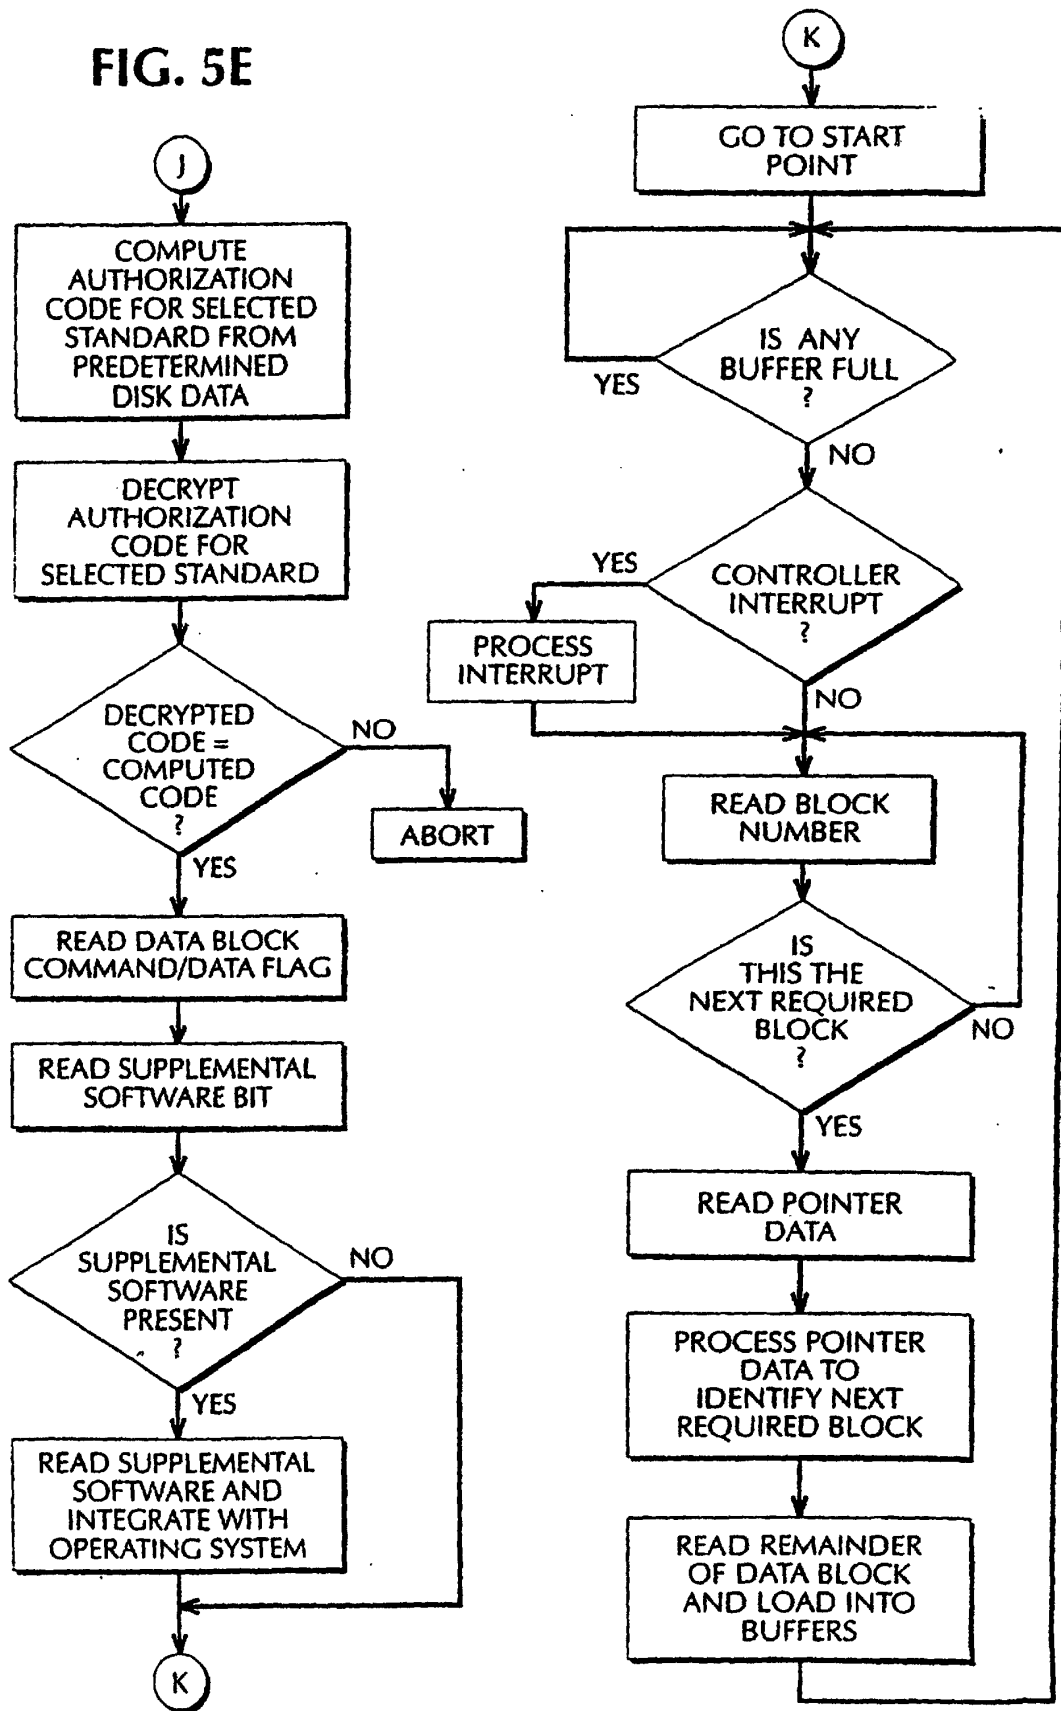 FIG. 5E
J
COMPUTE
AUTHORIZATION
CODE FOR SELECTED
STANDARD FROM
PREDETERMINED
DISK DATA
DECRYPT
AUTHORIZATION
CODE FOR
SELECTED STANDARD
DECRYPTED
CODE =
COMPUTED
CODE
?
NO
ABORT
YES
READ DATA BLOCK
COMMAND/DATA FLAG
READ SUPPLEMENTAL
SOFTWARE BIT
IS
SUPPLEMENTAL
SOFTWARE
PRESENT
?
NO
YES
READ SUPPLEMENTAL
SOFTWARE AND
INTEGRATE WITH
OPERATING SYSTEM
K
K
GO TO START
POINT
IS ANY
BUFFER FULL
?
YES
NO
CONTROLLER
INTERRUPT
?
YES
PROCESS
INTERRUPT
NO
READ BLOCK
NUMBER
IS
THIS THE
NEXT REQUIRED
BLOCK
?
NO
YES
READ POINTER
DATA
PROCESS POINTER
DATA TO
IDENTIFY NEXT
REQUIRED BLOCK
READ REMAINDER
OF DATA BLOCK
AND LOAD INTO
BUFFERS